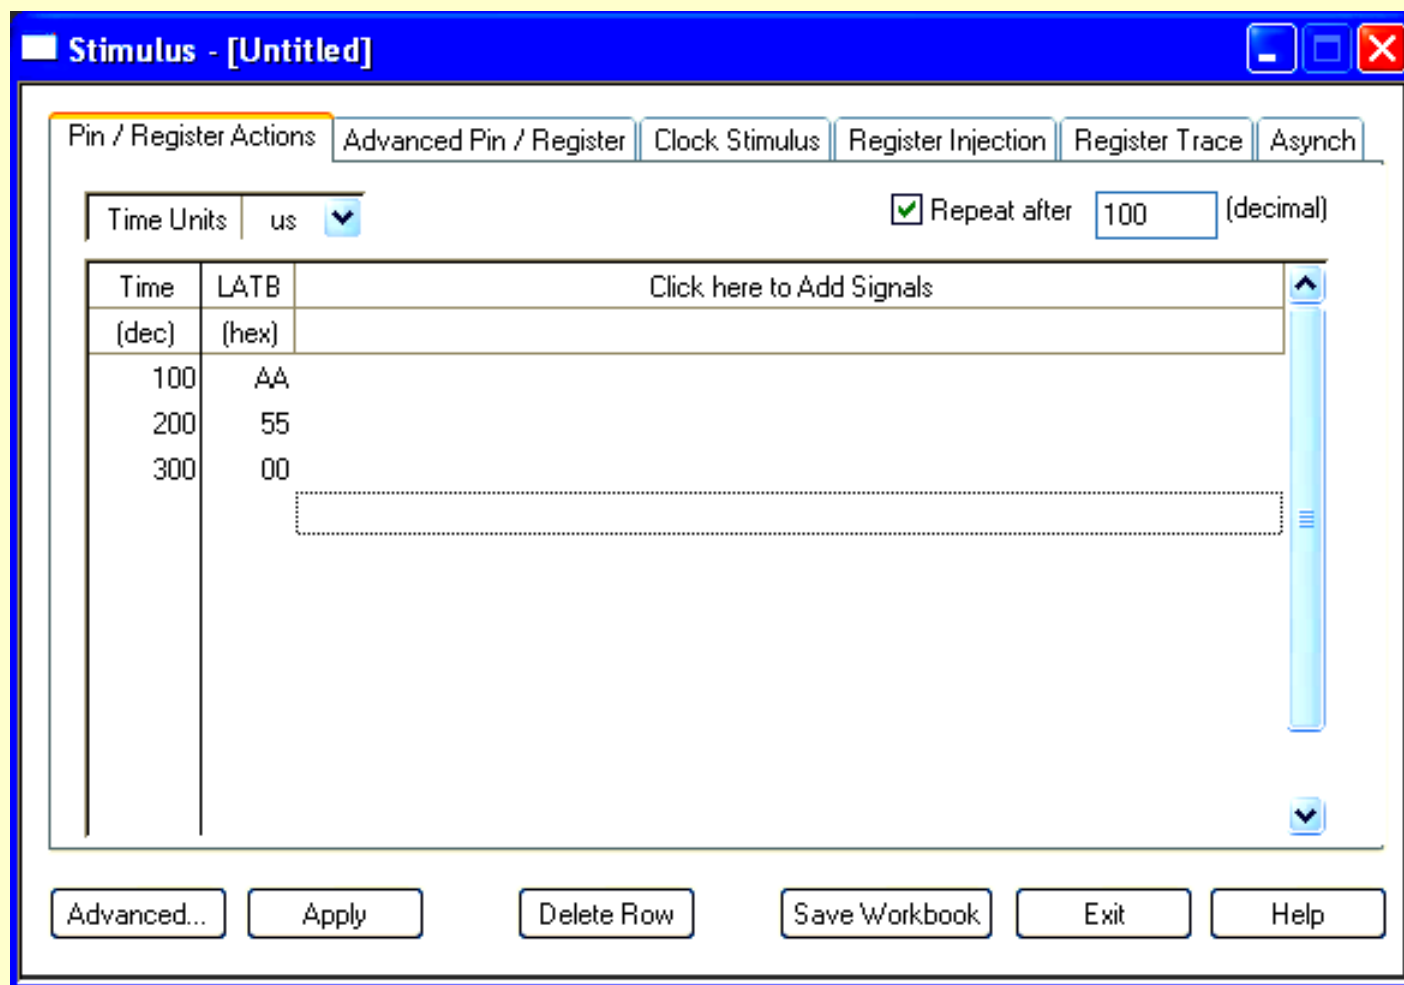 Stimulus - [Untitled]
Pin / Register Actions Advanced Pin / Register Clock Stimulus Register Injection Register Trace Asynch
Time Units us Repeat after 100 (decimal)
Time LATB Click here to Add Signals
(dec) (hex)
100 AA
200 55
300 00
Advanced... Apply Delete Row Save Workbook Exit Help